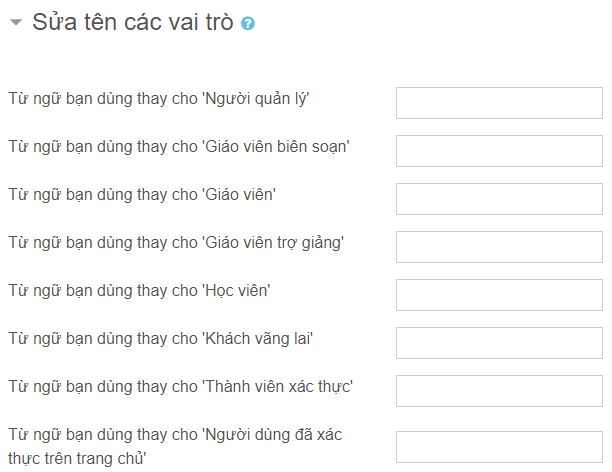 Sửa tên các vai trò
Từ ngữ bạn dùng thay cho 'Người quản lý'
Từ ngữ bạn dùng thay cho 'Giáo viên biên soạn'
Từ ngữ bạn dùng thay cho 'Giáo viên'
Từ ngữ bạn dùng thay cho 'Giáo viên trợ giảng'
Từ ngữ bạn dùng thay cho 'Học viên'
Từ ngữ bạn dùng thay cho 'Khách vãng lai'
Từ ngữ bạn dùng thay cho 'Thành viên xác thực'
Từ ngữ bạn dùng thay cho 'Người dùng đã xác
thực trên trang chủ'